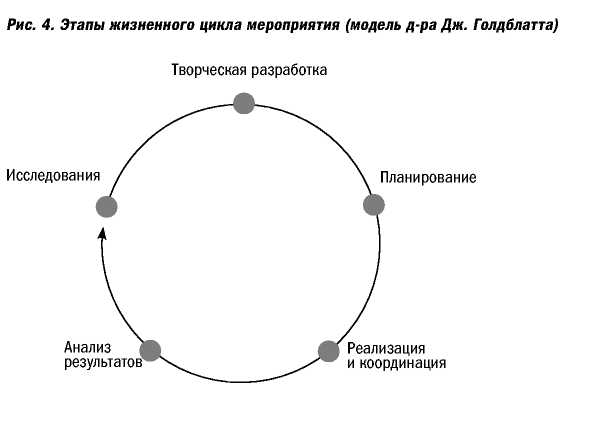 Рис. 4. Этапы жизненного цикла мероприятия (модель д-ра Дж. Голдблатта)
Творческая разработка
Исследования
Планирование
Анализ
результатов
Реализация
и координация